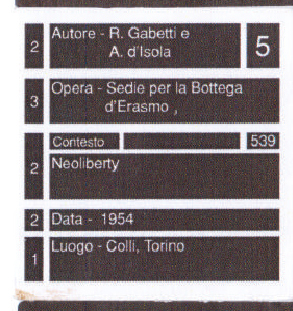 2 Autore - R. Gabetti e
A. d'Isola 5
3 Opera - Sedie per la Bottega
d'Erasmo ,
Contesto 539
2 Neoliberty
2 Data - 1954
1 Luogo - Colli, Torino